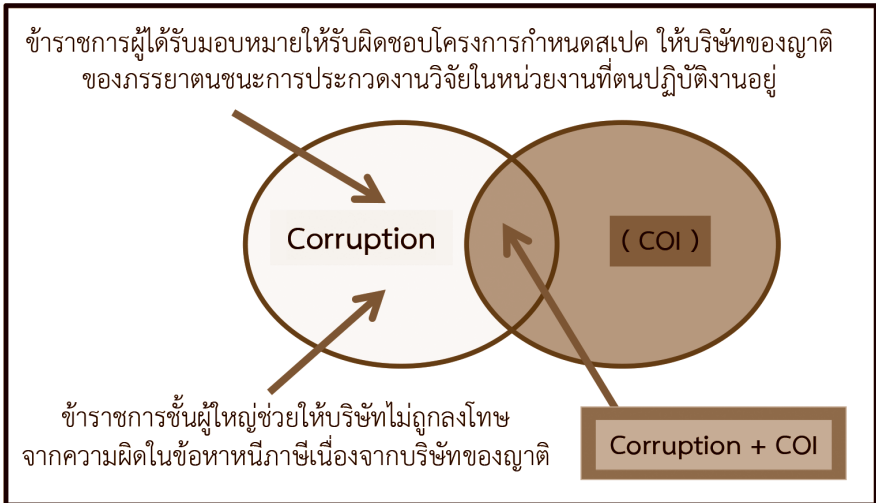 ข้าราชการผู้ได้รับมอบหมายให้รับผิดชอบโครงการกำหนดสเปค ให้บริษัทของญาติ
ของภรรยาตนชนะการประกวดงานวิจัยในหน่วยงานที่ตนปฏิบัติงานอยู่
Corruption
( COI )
ข้าราชการชั้นผู้ใหญ่ช่วยให้บริษัทไม่ถูกลงโทษ
จากความผิดในข้อหาหนีภาษีเนื่องจากบริษัทของญาติ
Corruption + COI